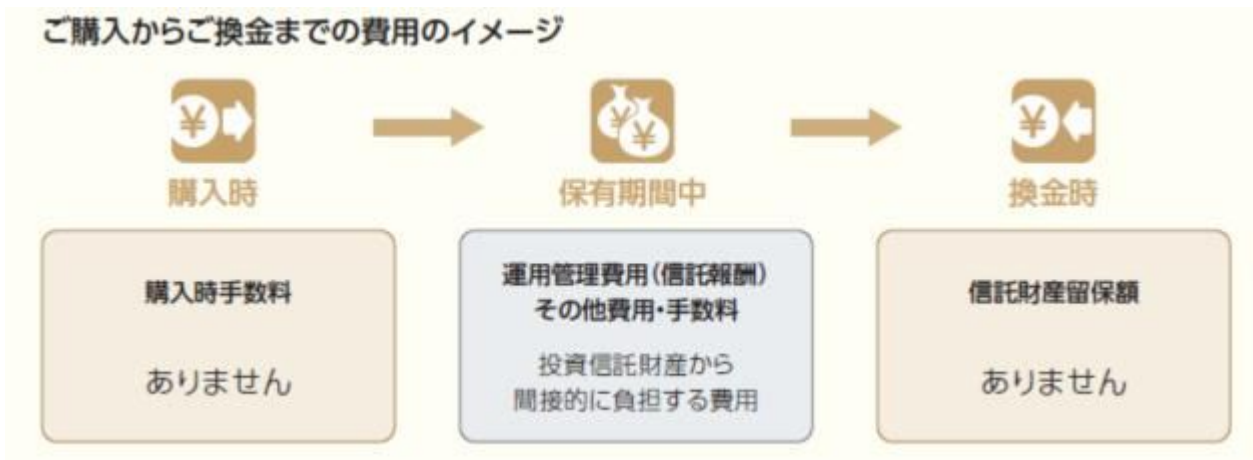 ご購入からご換金までの費用のイメージ
¥
購入時
¥ ¥
保有期間中
¥
換金時
購入時手数料
ありません
運用管理費用(信託報酬)
その他費用・手数料
投資信託財産から
間接的に負担する費用
信託財産留保額
ありません